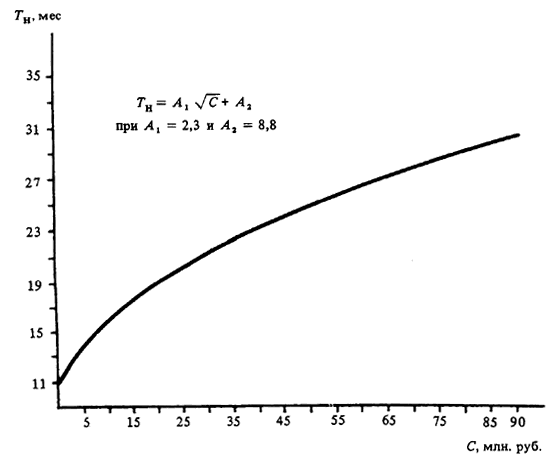 Tн, мес
35
Tн = A₁ √C + A₂
при A₁ = 2,3 и A₂ = 8,8
31
27
23
19
15
11
5 15 25 35 45 55 65 75 85 90
C, млн. руб.